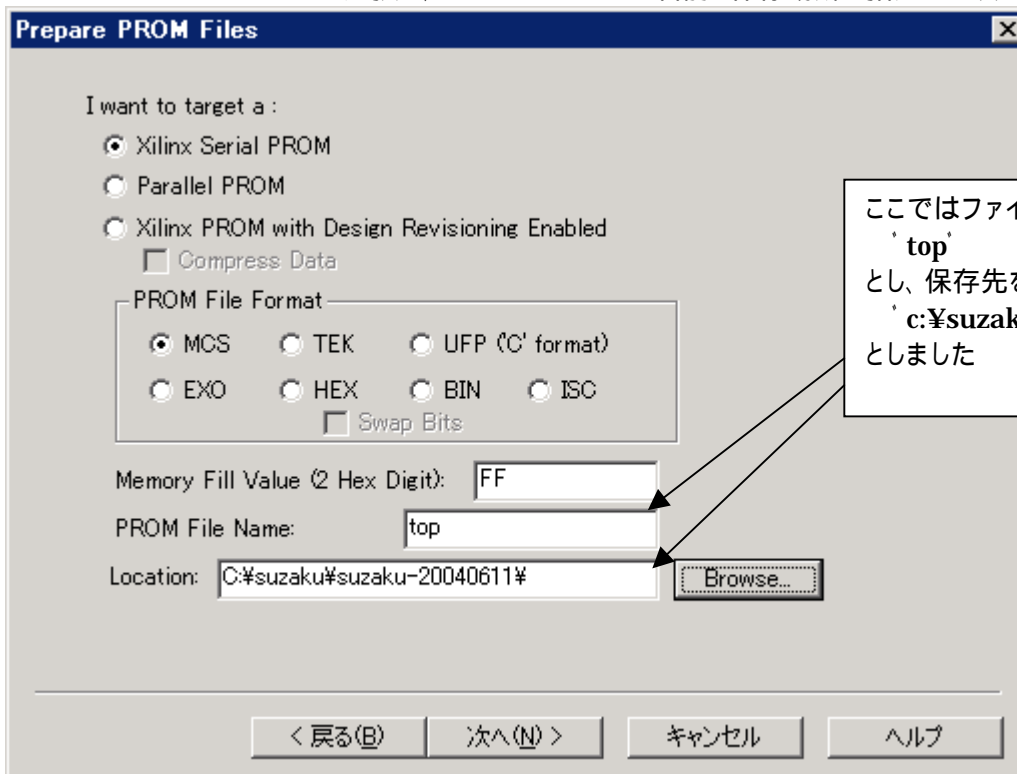 Prepare PROM Files
I want to target a :
Xilinx Serial PROM
Parallel PROM
Xilinx PROM with Design Revisioning Enabled
Compress Data
PROM File Format
MCS TEK UFP ('C' format)
EXO HEX BIN ISC
Swap Bits
Memory Fill Value (2 Hex Digit): FF
PROM File Name: top
Location: C:¥suzaku¥suzaku-20040611¥ Browse...
< 戻る(B) 次へ(N) > キャンセル ヘルプ
ここではファイ
‘top‘
とし、保存先を
‘c:¥suzak
としました